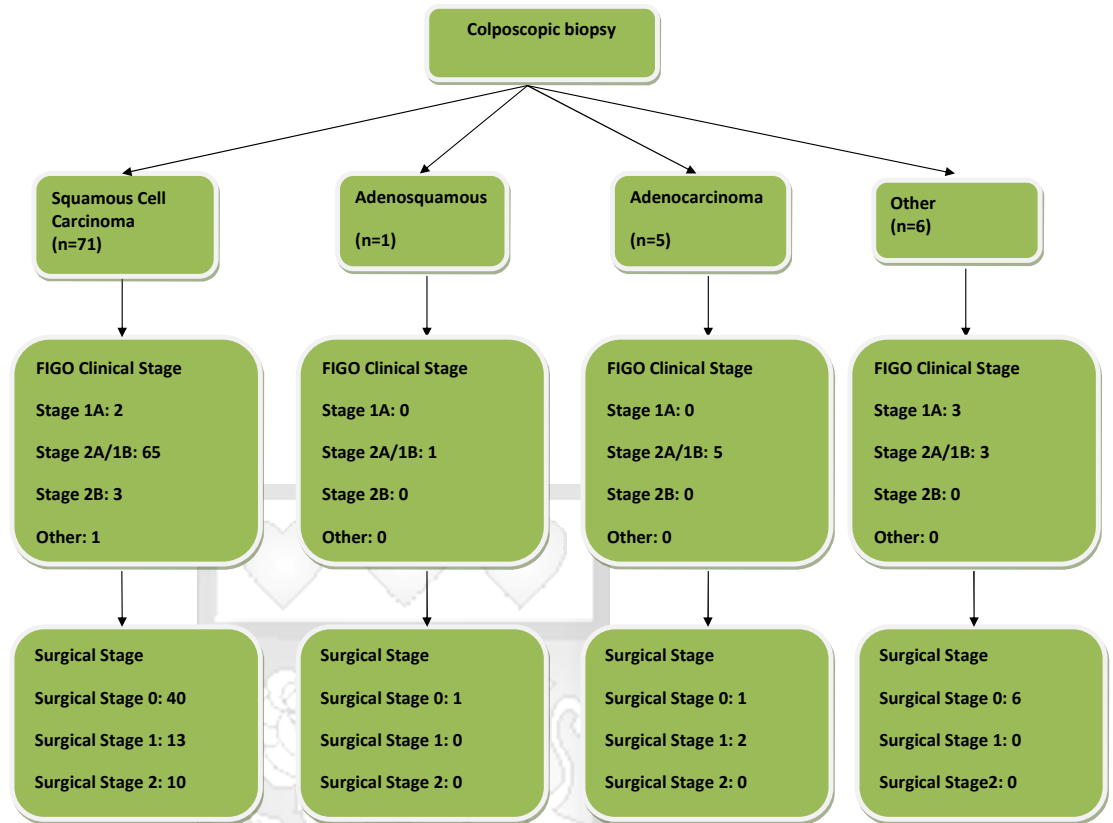 Colposcopic biopsy
Squamous Cell
Carcinoma
(n=71)
Adenosquamous
(n=1)
Adenocarcinoma
(n=5)
Other
(n=6)
FIGO Clinical Stage
Stage 1A: 2
Stage 2A/1B: 65
Stage 2B: 3
Other: 1
FIGO Clinical Stage
Stage 1A: 0
Stage 2A/1B: 1
Stage 2B: 0
Other: 0
FIGO Clinical Stage
Stage 1A: 0
Stage 2A/1B: 5
Stage 2B: 0
Other: 0
FIGO Clinical Stage
Stage 1A: 3
Stage 2A/1B: 3
Stage 2B: 0
Other: 0
Surgical Stage
Surgical Stage 0: 40
Surgical Stage 1: 13
Surgical Stage 2: 10
Surgical Stage
Surgical Stage 0: 1
Surgical Stage 1: 0
Surgical Stage 2: 0
Surgical Stage
Surgical Stage 0: 1
Surgical Stage 1: 2
Surgical Stage 2: 0
Surgical Stage
Surgical Stage 0: 6
Surgical Stage 1: 0
Surgical Stage2: 0